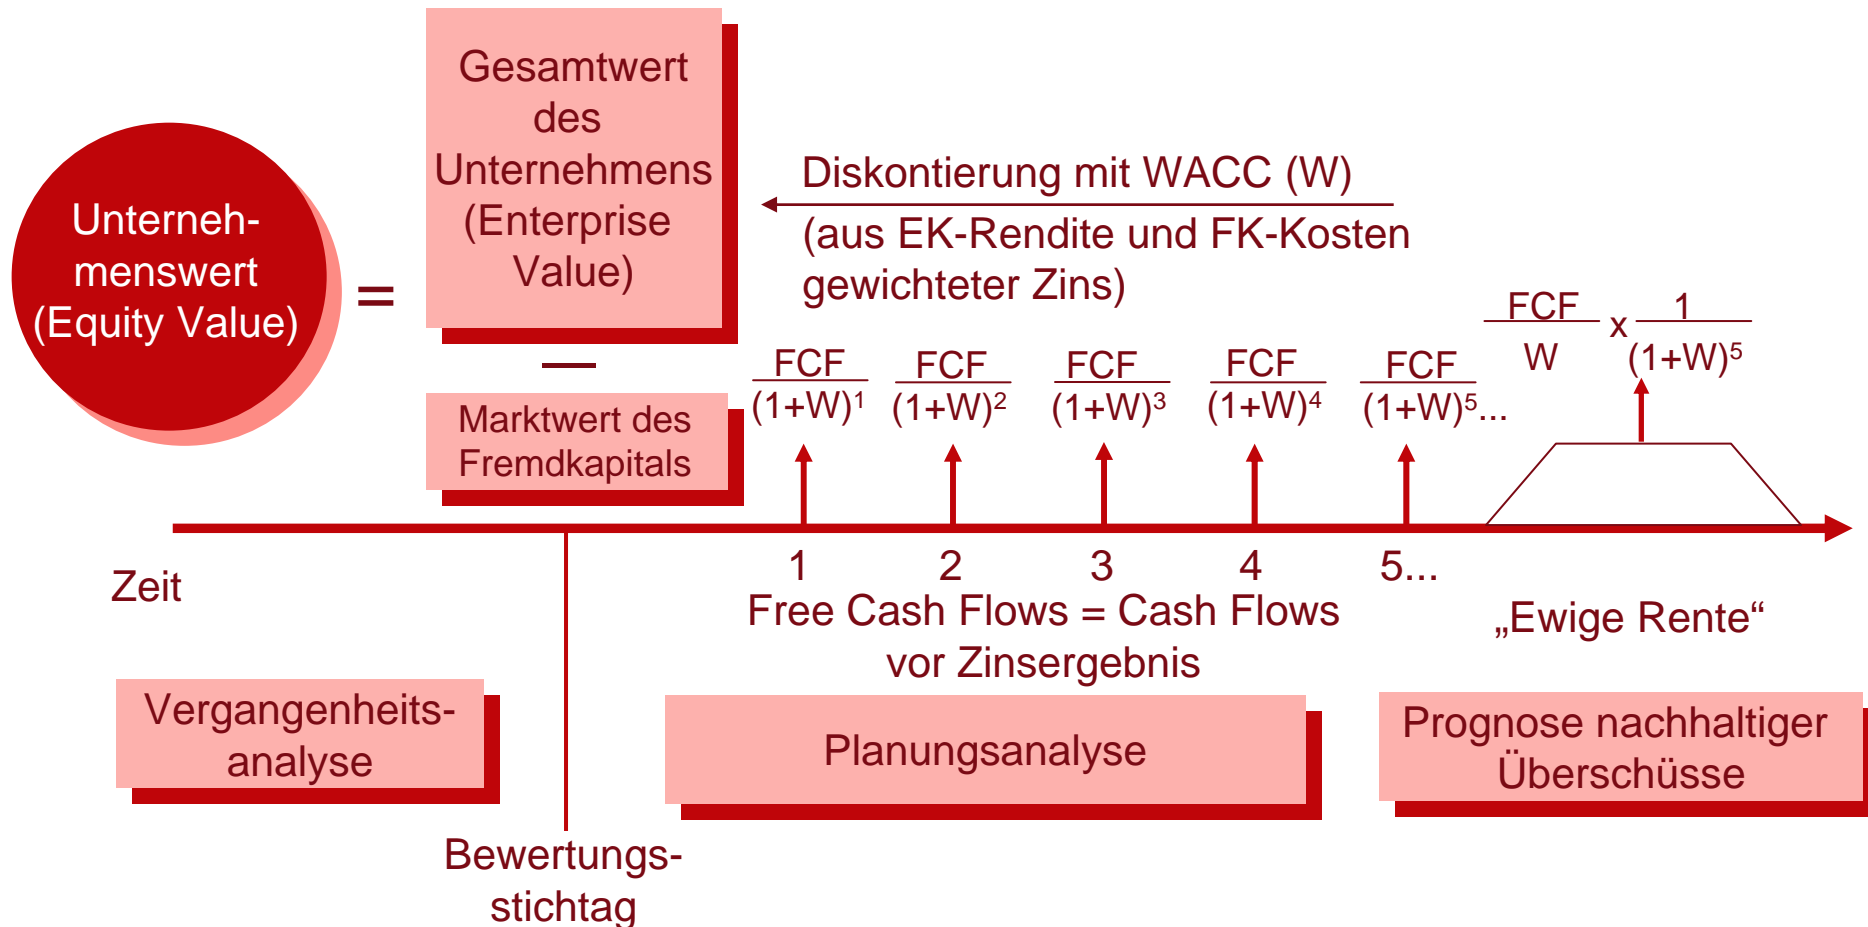 Unterneh-
menswert
(Equity Value)
=
Gesamtwert
des
Unternehmens
(Enterprise
Value)
—
Marktwert des
Fremdkapitals
Diskontierung mit WACC (W)
(aus EK-Rendite und FK-Kosten
gewichteter Zins)
FCF
(1+W)¹
FCF
(1+W)²
FCF
(1+W)³
FCF
(1+W)⁴
FCF
(1+W)⁵...
FCF
W
x
1
(1+W)⁵
Zeit
1 2 3 4 5...
Free Cash Flows = Cash Flows
vor Zinsergebnis
„Ewige Rente“
Vergangenheits-
analyse
Planungsanalyse
Prognose nachhaltiger
Überschüsse
Bewertungs-
stichtag